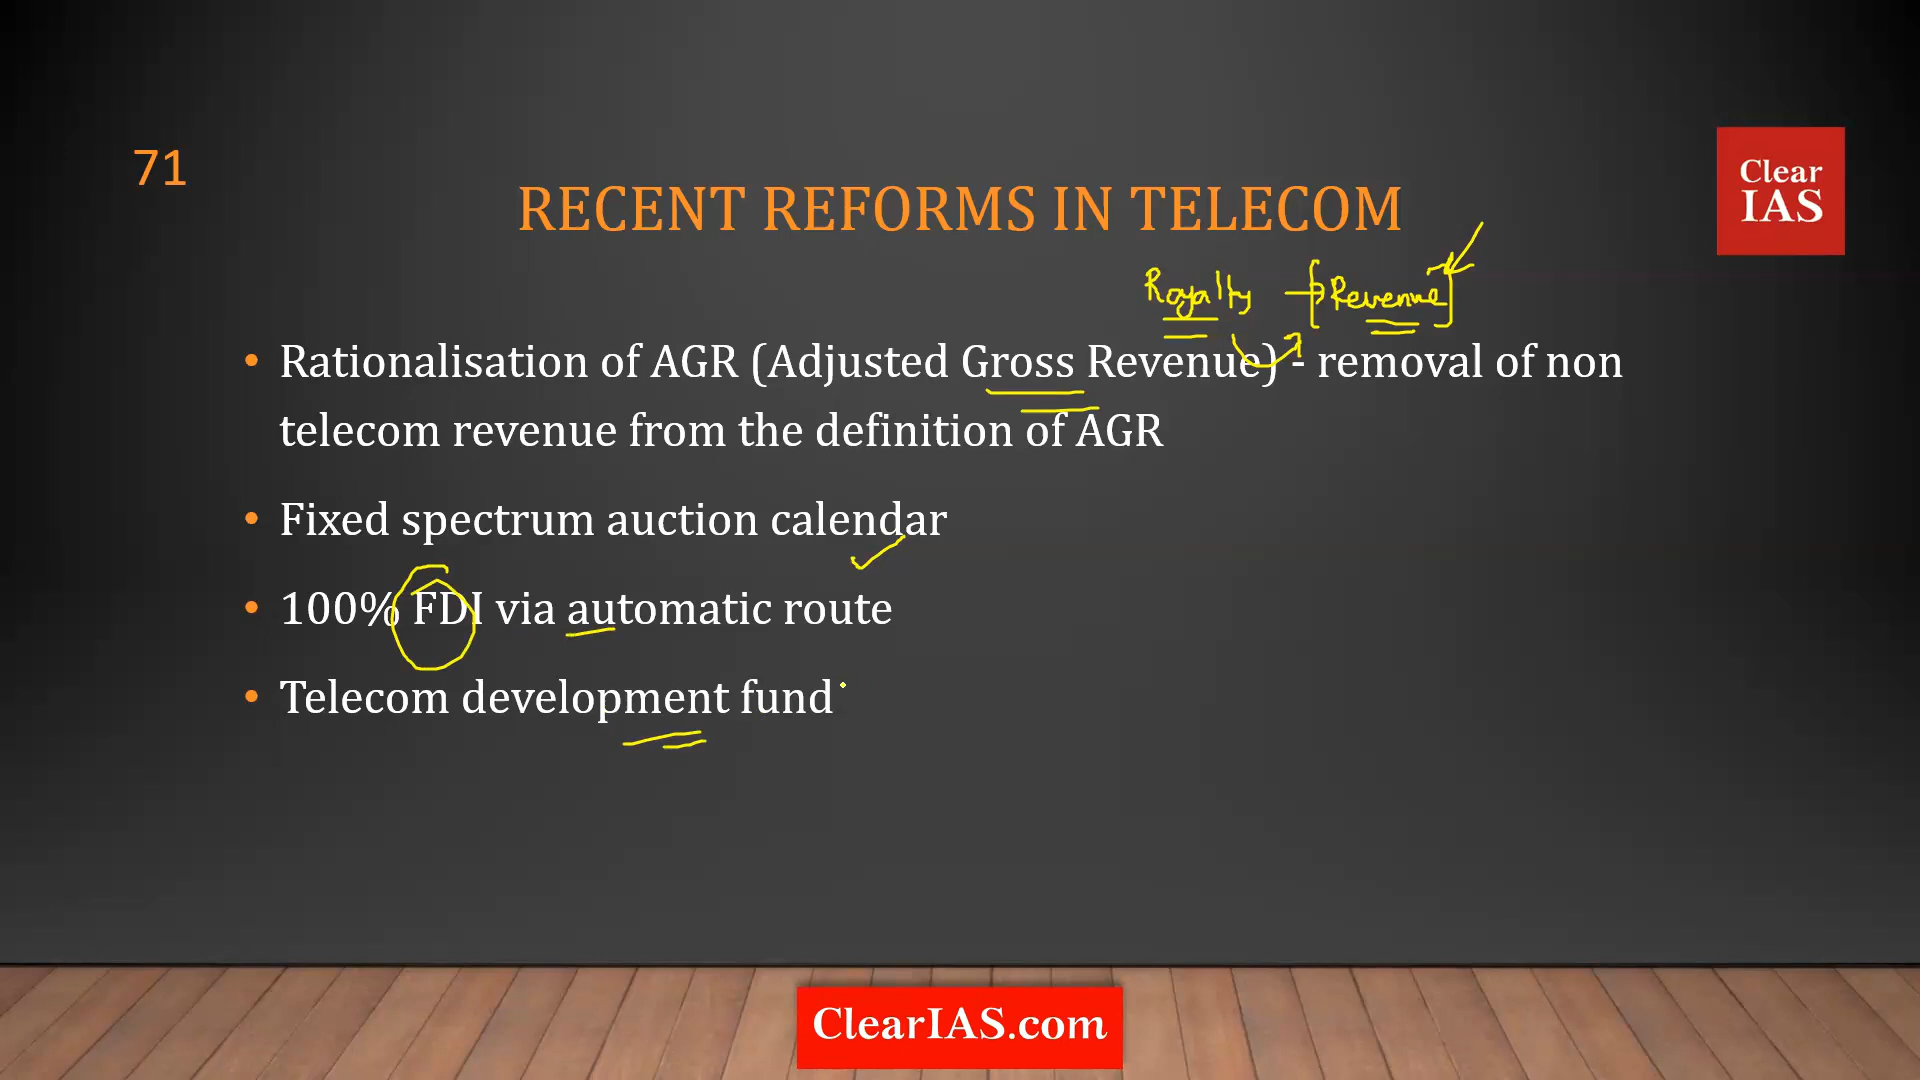 71
Clear
IAS
RECENT REFORMS IN TELECOM
Royalty → [Revenue]
• Rationalisation of AGR (Adjusted Gross Revenue) - removal of non
telecom revenue from the definition of AGR
• Fixed spectrum auction calendar
• 100% FDI via automatic route
• Telecom development fund
ClearIAS.com